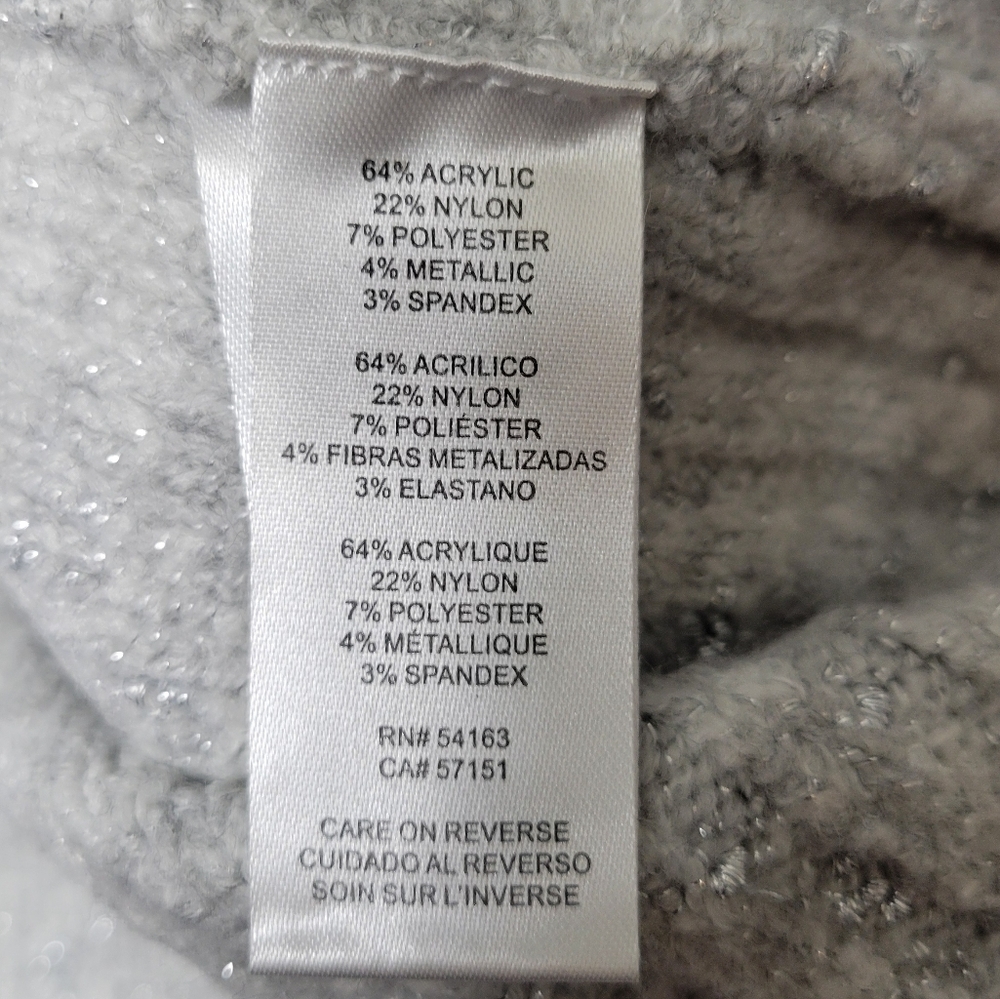 64% ACRYLIC
22% NYLON
7% POLYESTER
4% METALLIC
3% SPANDEX
64% ACRILICO
22% NYLON
7% POLIÉSTER
4% FIBRAS METALIZADAS
3% ELASTANO
64% ACRYLIQUE
22% NYLON
7% POLYESTER
4% MÉTALLIQUE
3% SPANDEX
RN# 54163
CA# 57151
CARE ON REVERSE
CUIDADO AL REVERSO
SOIN SUR L'INVERSE